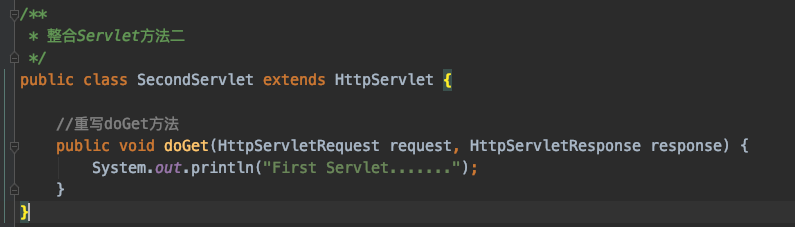 /**
 * 整合Servlet方法二
 */
public class SecondServlet extends HttpServlet {
    //重写doGet方法
    public void doGet(HttpServletRequest request, HttpServletResponse response) {
        System.out.println("First Servlet.......");
    }
}